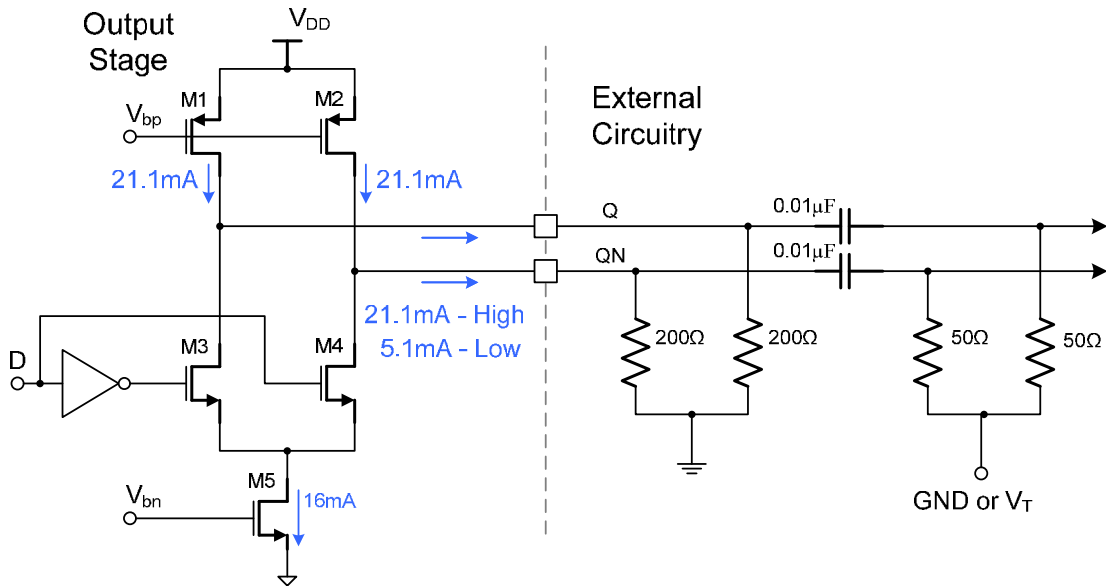 Output
Stage
V_DD
External
Circuitry
M1
M2
V_bp
21.1mA
21.1mA
Q
0.01μF
QN
0.01μF
21.1mA - High
5.1mA - Low
200Ω
200Ω
50Ω
50Ω
D
M3
M4
M5
V_bn
16mA
GND or V_T